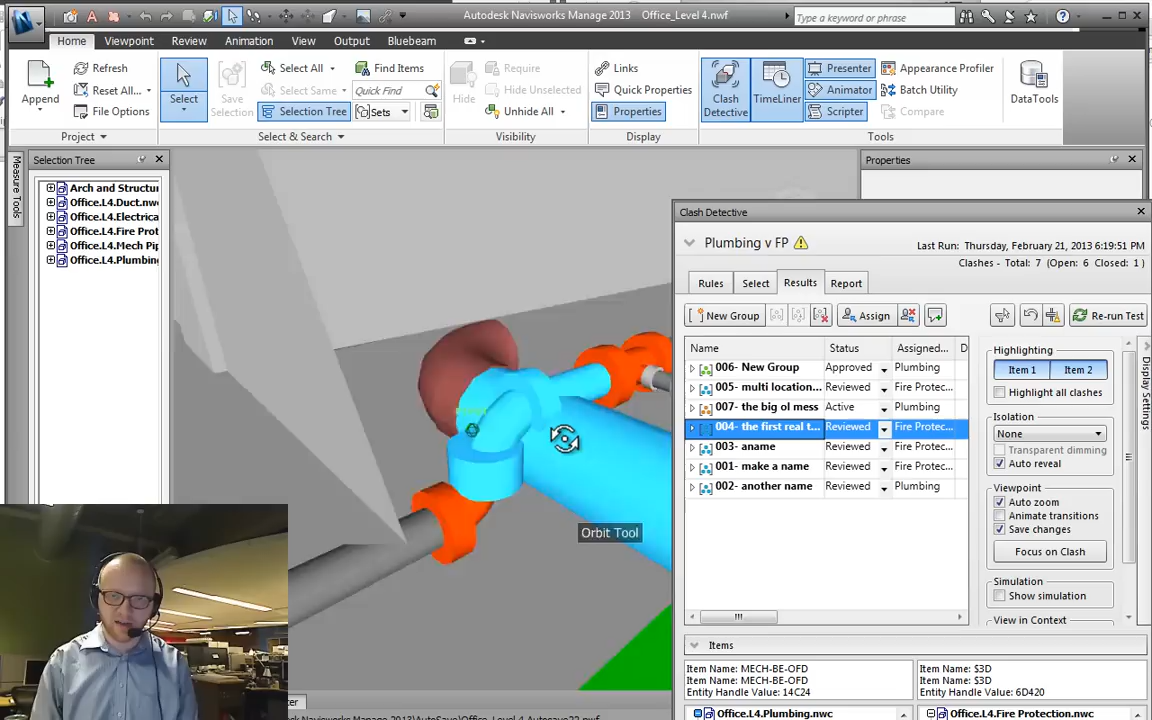 Autodesk Navisworks Manage 2013 Office_Level 4.nwf
Type a keyword or phrase
Home Viewpoint Review Animation View Output Bluebeam
Append
Refresh
Reset All...
File Options
Project
Select
Save
Selection
Select All
Select Same
Selection Tree
Find Items
Quick Find
Sets
Select & Search
Hide
Require
Hide Unselected
Unhide All
Visibility
Links
Quick Properties
Properties
Display
Clash
Detective
TimeLiner
Presenter
Animator
Scripter
Appearance Profiler
Batch Utility
Compare
Tools
DataTools
Measure Tools
Selection Tree
Arch and Structur
Office.L4.Duct.nwc
Office.L4.Electrica
Office.L4.Fire Prot
Office.L4.Mech Pip
Office.L4.Plumbing
Properties
Orbit Tool
Clash Detective
Plumbing v FP
Last Run: Thursday, February 21, 2013 6:19:51 PM
Clashes - Total: 7 (Open: 6 Closed: 1 )
Rules Select Results Report
New Group Assign Re-run Test
Name Status Assigned... D
006- New Group Approved Plumbing
005- multi location... Reviewed Fire Protec...
007- the big ol mess Active Plumbing
004- the first real t... Reviewed Fire Protec...
003- aname Reviewed Fire Protec...
001- make a name Reviewed Fire Protec...
002- another name Reviewed Plumbing
Highlighting
Item 1 Item 2
Highlight all clashes
Isolation
None
Transparent dimming
Auto reveal
Viewpoint
Auto zoom
Animate transitions
Save changes
Focus on Clash
Simulation
Show simulation
View in Context
Display Settings
Items
Item Name: MECH-BE-OFD
Item Name: MECH-BE-OFD
Entity Handle Value: 14C24
Item Name: $3D
Item Name: $3D
Entity Handle Value: 6D420
Office.L4.Plumbing.nwc
Office.L4.Fire Protection.nwc